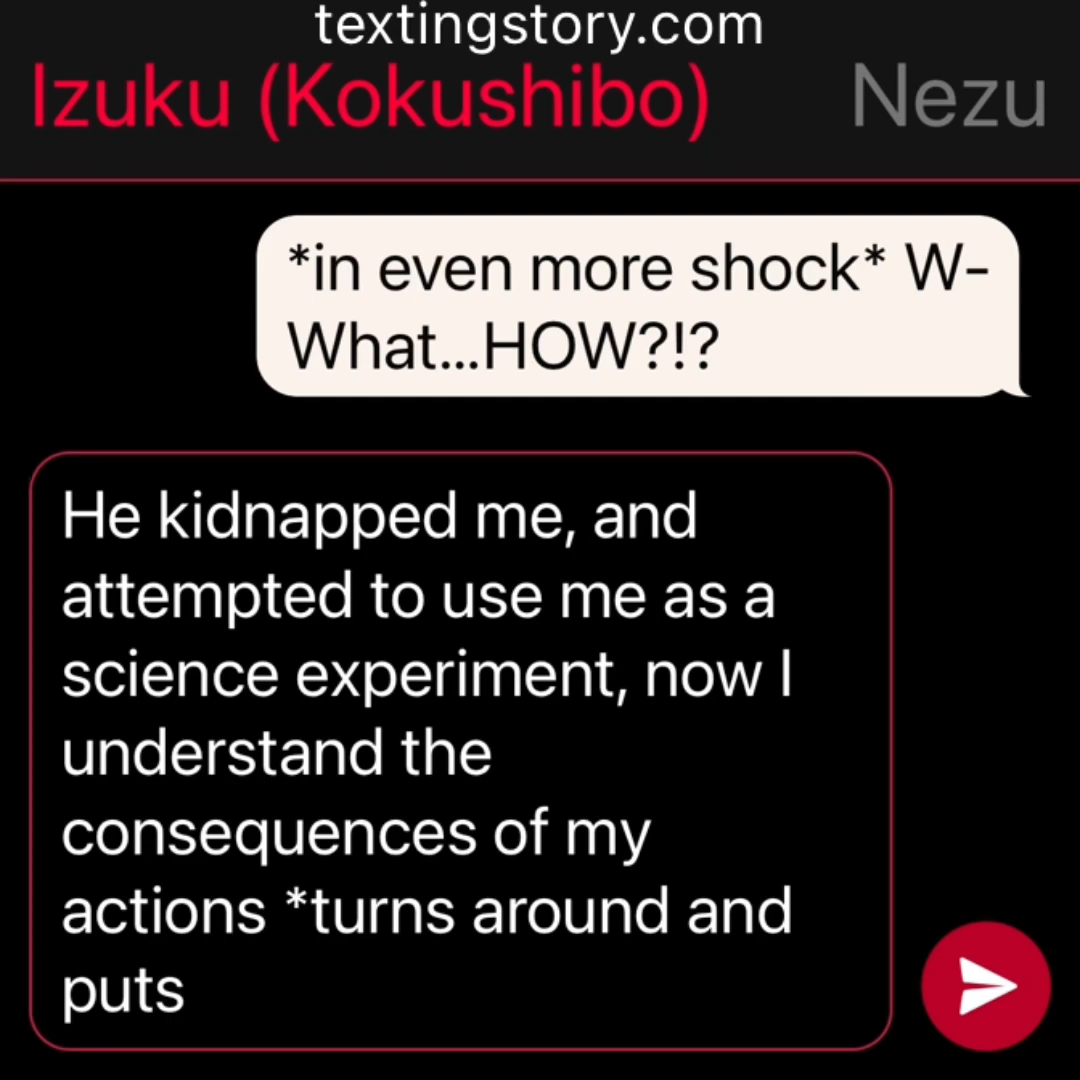 textingstory.com
Izuku (Kokushibo) Nezu
*in even more shock* W-
What...HOW?!?
He kidnapped me, and
attempted to use me as a
science experiment, now I
understand the
consequences of my
actions *turns around and
puts